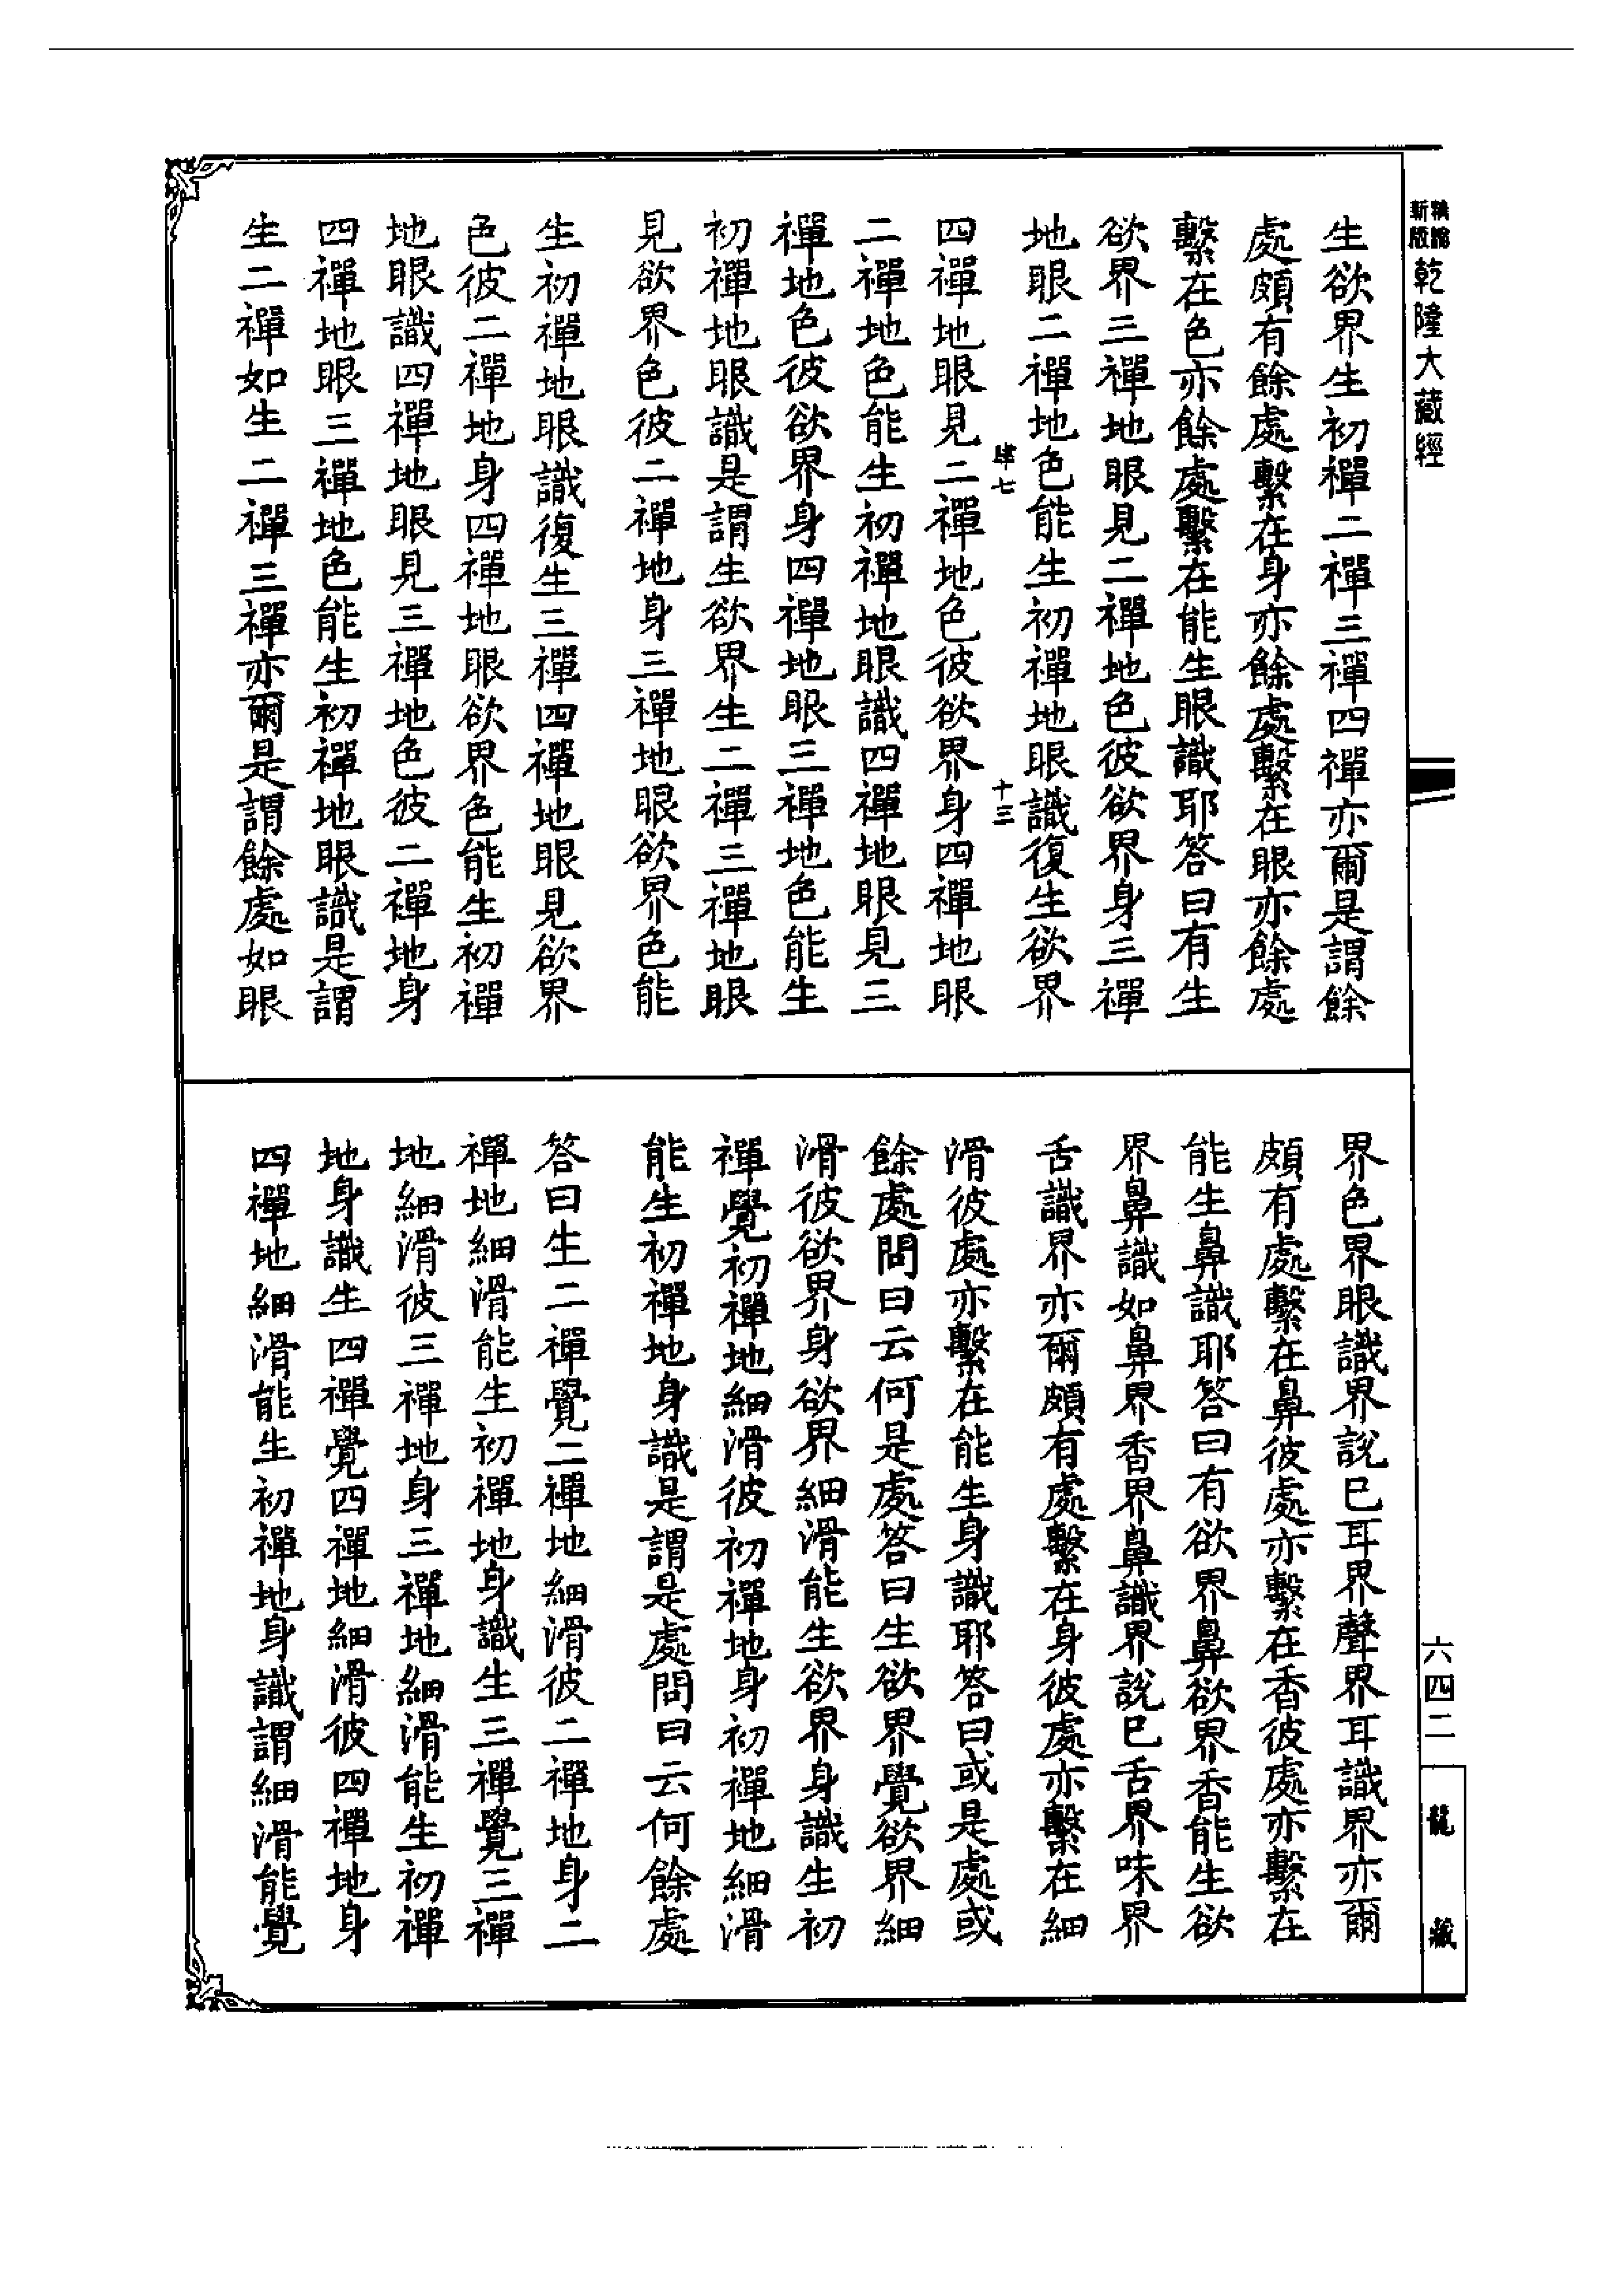 新版
精縮
乾隆大藏經
生欲界生初禪二禪三禪四禪亦爾是謂餘
處頗有餘處繫在身亦餘處繫在眼亦餘處
繫在色亦餘處繫在能生眼識耶答曰有生
欲界三禪地眼見二禪地色彼欲界身三禪
地眼二禪地色能生初禪地眼識復生欲界
肆七
十三
四禪地眼見二禪地色彼欲界身四禪地眼
二禪地色能生初禪地眼識四禪地眼見三
禪地色彼欲界身四禪地眼三禪地色能生
初禪地眼識是謂生欲界生二禪三禪地眼
見欲界色彼二禪地身三禪地眼欲界色能
生初禪地眼識復生三禪四禪地眼見欲界
色彼二禪地身四禪地眼欲界色能生初禪
地眼識四禪地眼見三禪地色彼二禪地身
四禪地眼三禪地色能生初禪地眼識是謂
生二禪如生二禪三禪亦爾是謂餘處如眼
界色界眼識界說已耳界聲界耳識界亦爾
頗有處繫在鼻彼處亦繫在香彼處亦繫在
能生鼻識耶答曰有欲界鼻欲界香能生欲
界鼻識如鼻界香界鼻識界說已舌界味界
舌識界亦爾頗有處繫在身彼處亦繫在細
滑彼處亦繫在能生身識耶答曰或是處或
餘處問曰云何是處答曰生欲界覺欲界細
滑彼欲界身欲界細滑能生欲界身識生初
禪覺初禪地細滑彼初禪地身初禪地細滑
能生初禪地身識是謂是處問曰云何餘處
答曰生二禪覺二禪地細滑彼二禪地身二
禪地細滑能生初禪地身識生三禪覺三禪
地細滑彼三禪地身三禪地細滑能生初禪
地身識生四禪覺四禪地細滑彼四禪地身
四禪地細滑能生初禪地身識謂細滑能覺
六四二
龍藏